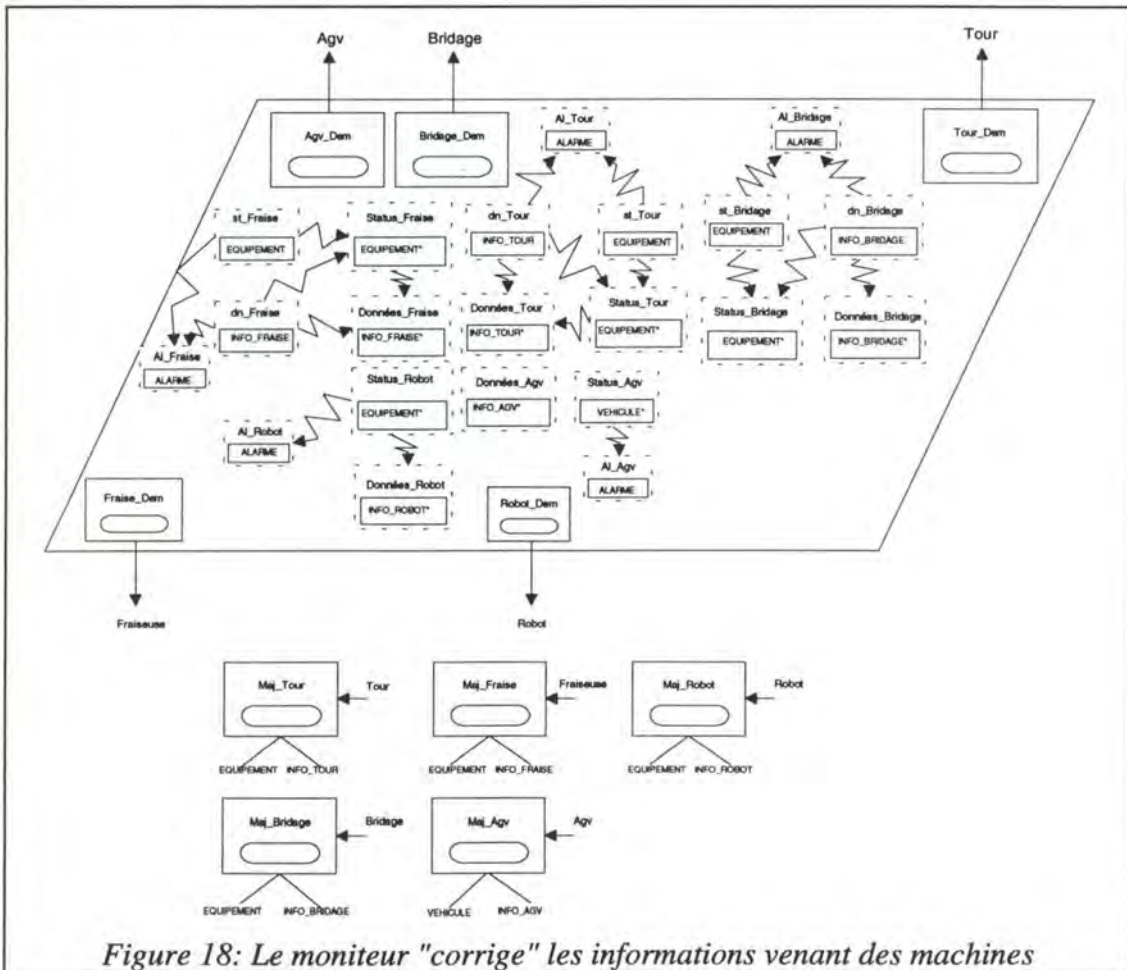 Agv Bridage Tour
Al_Tour Al_Bridage
Agv_Dem Bridage_Dem ALARME ALARME Tour_Dem
st_Fraise Status_Fraise dn_Tour st_Tour st_Bridage dn_Bridage
EQUIPEMENT EQUIPEMENT* INFO_TOUR EQUIPEMENT EQUIPEMENT INFO_BRIDAGE
dn_Fraise Données_Fraise Données_Tour Status_Tour Status_Bridage Données_Bridage
INFO_FRAISE INFO_FRAISE* INFO_TOUR* EQUIPEMENT* EQUIPEMENT* INFO_BRIDAGE*
Al_Fraise
ALARME
Status_Robot Données_Agv Status_Agv
EQUIPEMENT* INFO_AGV* VEHICULE*
Al_Robot
ALARME
Al_Agv
ALARME
Données_Robot
INFO_ROBOT*
Fraise_Dem Robot_Dem
Fraiseuse Robot
Maj_Tour Tour Maj_Fraise Fraiseuse Maj_Robot Robot
EQUIPEMENT INFO_TOUR EQUIPEMENT INFO_FRAISE EQUIPEMENT INFO_ROBOT
Maj_Bridage Bridage Maj_Agv Agv
EQUIPEMENT INFO_BRIDAGE VEHICULE INFO_AGV
Figure 18: Le moniteur "corrige" les informations venant des machines